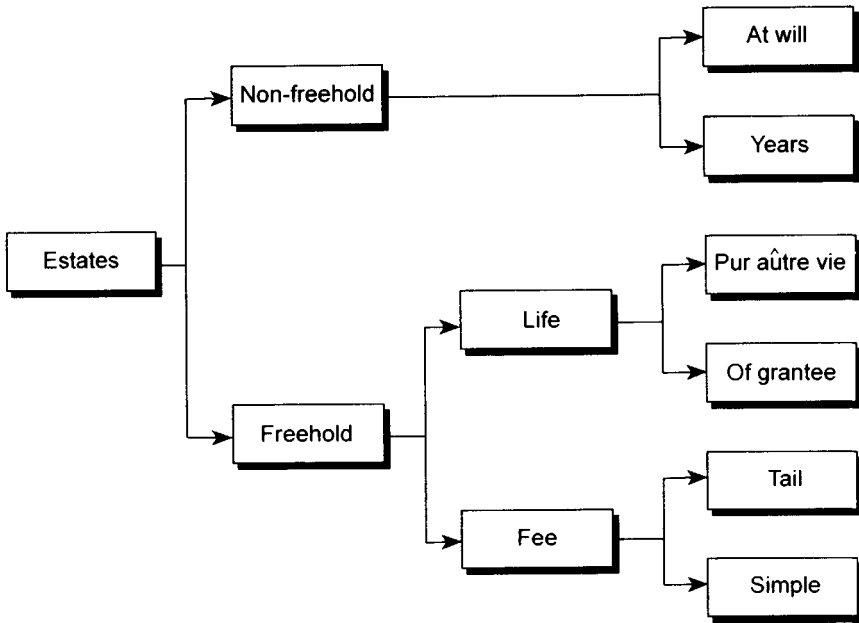 At will
Non-freehold
Years
Estates
Pur aûtre vie
Life
Of grantee
Freehold
Tail
Fee
Simple